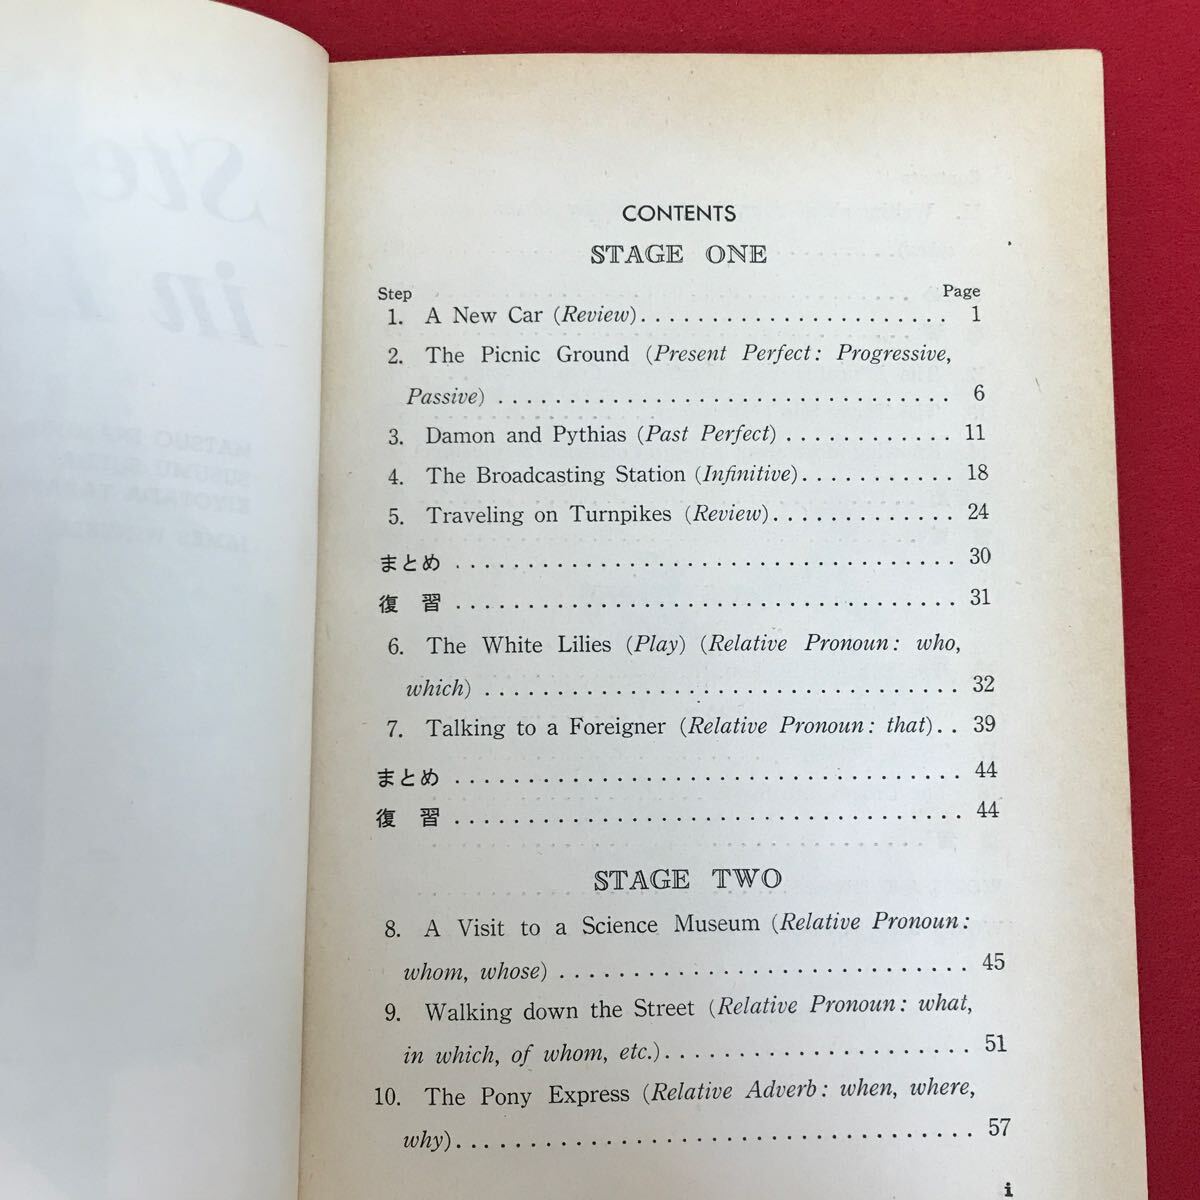 CONTENTS
STAGE ONE
Step Page
1. A New Car (Review)....................... 1
2. The Picnic Ground (Present Perfect: Progressive,
Passive) ................................. 6
3. Damon and Pythias (Past Perfect) ............ 11
4. The Broadcasting Station (Infinitive)........... 18
5. Traveling on Turnpikes (Review)............. 24
まとめ .................................... 30
復 習 .................................... 31
6. The White Lilies (Play) (Relative Pronoun: who,
which) .................................. 32
7. Talking to a Foreigner (Relative Pronoun: that).. 39
まとめ .................................... 44
復 習 .................................... 44
STAGE TWO
8. A Visit to a Science Museum (Relative Pronoun:
whom, whose) ............................. 45
9. Walking down the Street (Relative Pronoun: what,
in which, of whom, etc.)...................... 51
10. The Pony Express (Relative Adverb: when, where,
why)..................................... 57
i